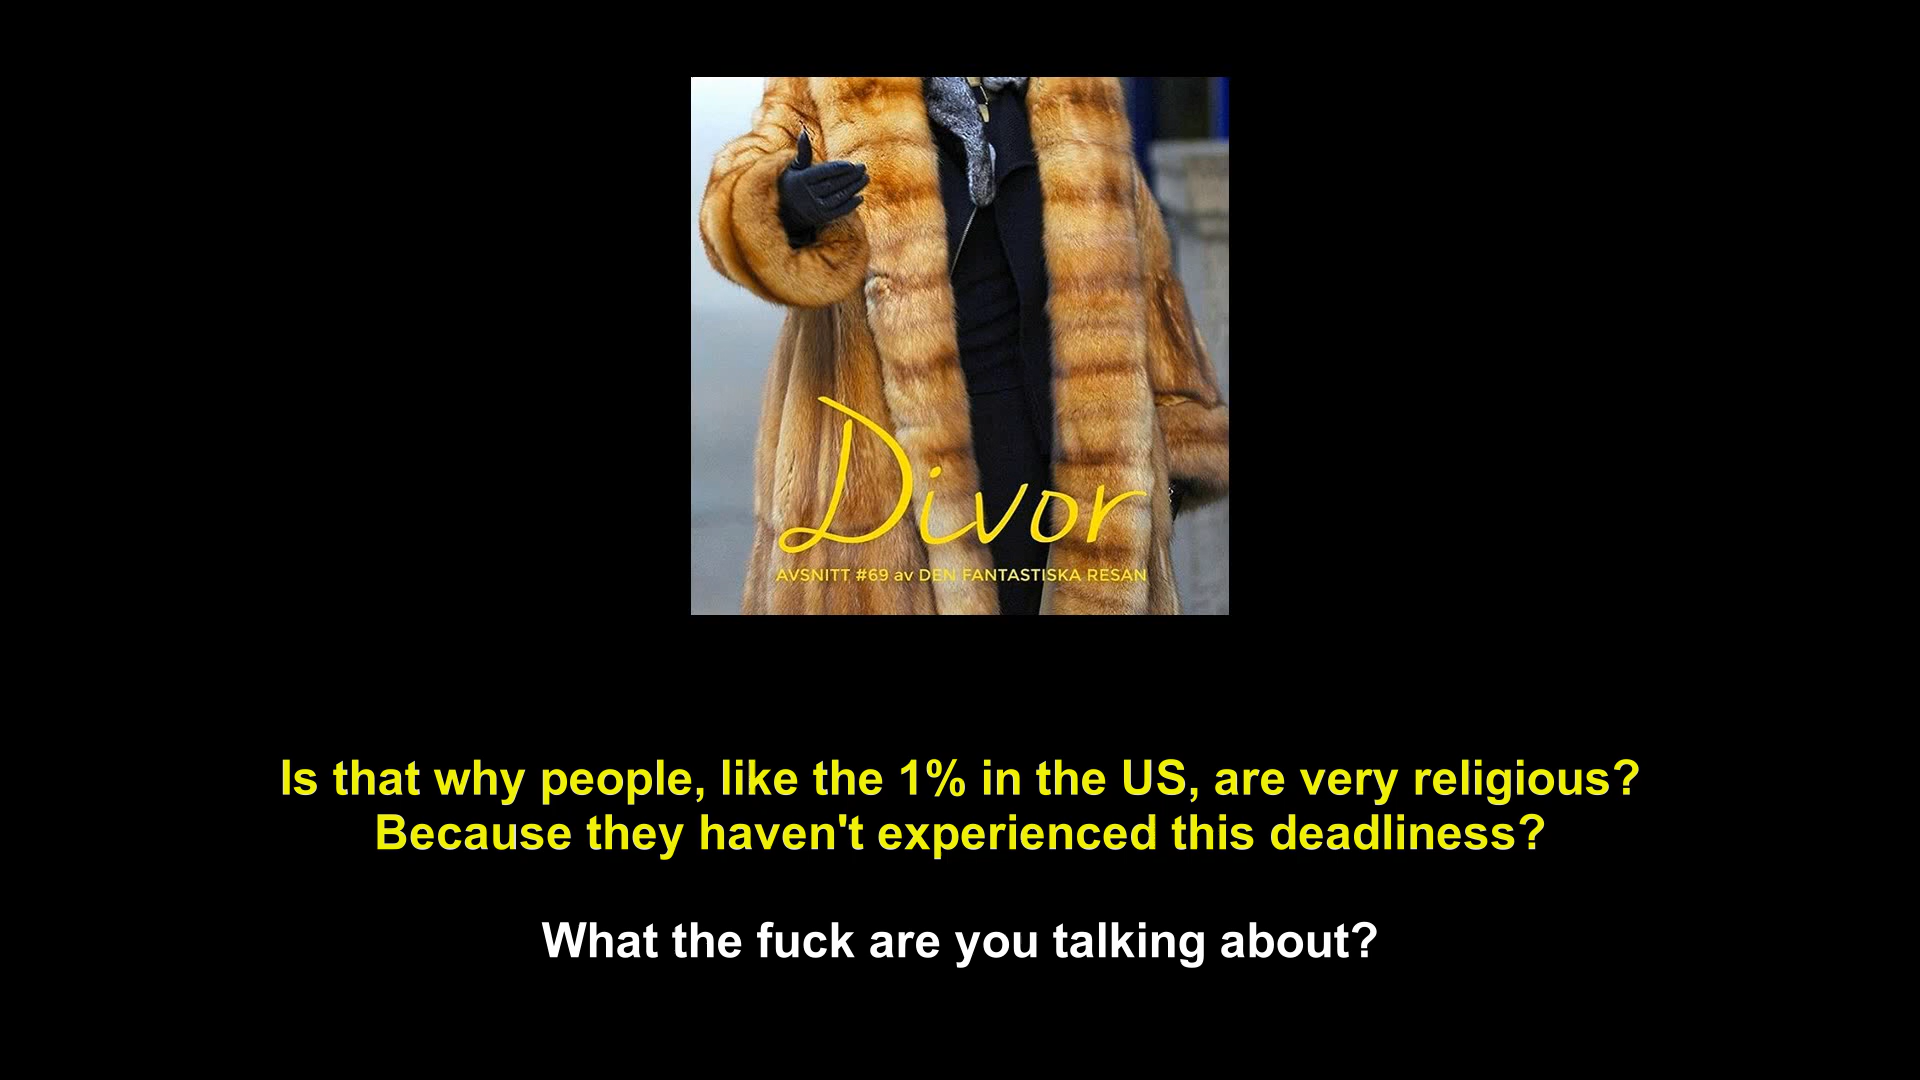 Divor
AVSNITT #69 av DEN FANTASTISKA RESAN
Is that why people, like the 1% in the US, are very religious?
Because they haven't experienced this deadliness?
What the fuck are you talking about?